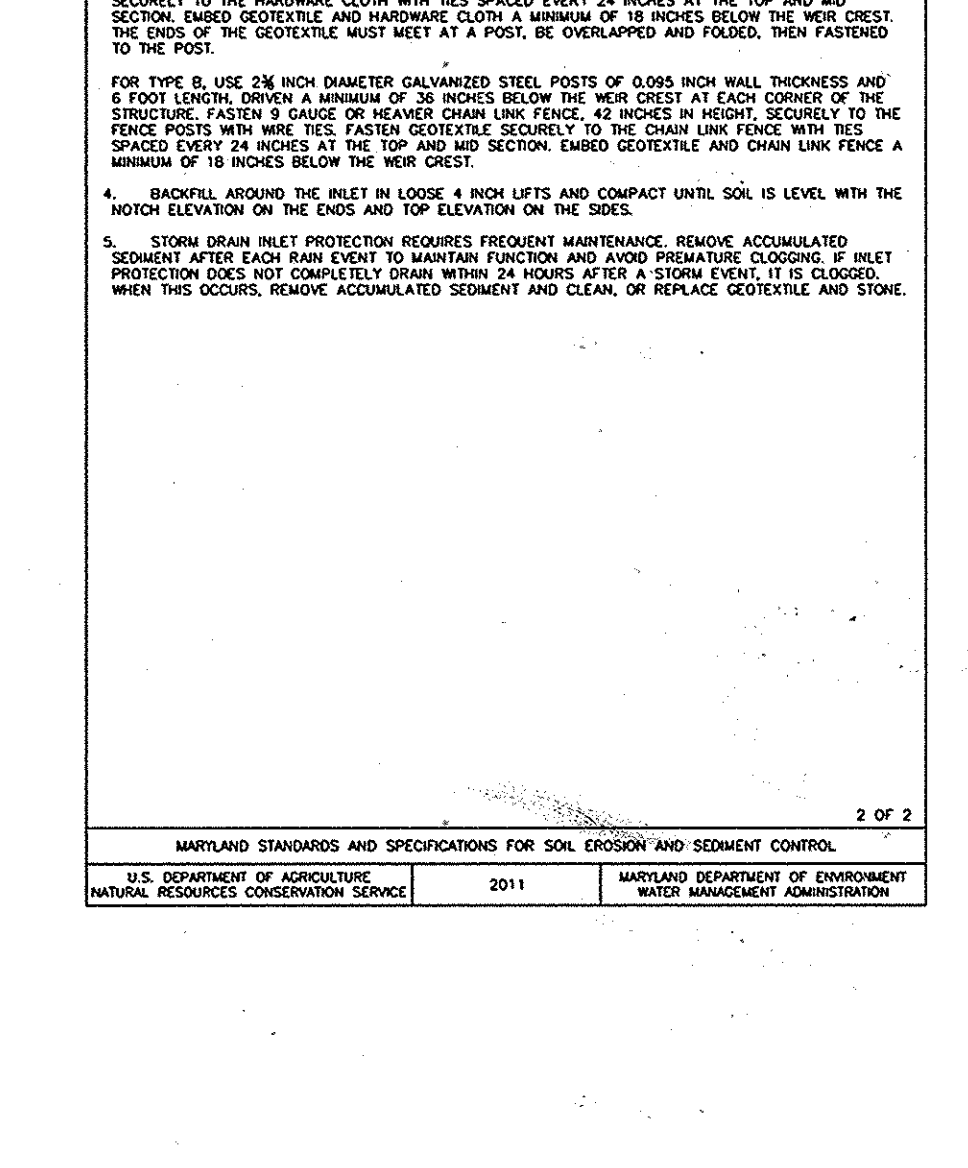 SECURELY TO THE HARDWARE CLOTH WITH TIES SPACED EVERY 24 INCHES AT THE TOP AND MID
SECTION. EMBED GEOTEXTILE AND HARDWARE CLOTH A MINIMUM OF 18 INCHES BELOW THE WEIR CREST.
THE ENDS OF THE GEOTEXTILE MUST MEET AT A POST, BE OVERLAPPED AND FOLDED, THEN FASTENED
TO THE POST.
FOR TYPE B, USE 2⅜ INCH DIAMETER GALVANIZED STEEL POSTS OF 0.095 INCH WALL THICKNESS AND
6 FOOT LENGTH, DRIVEN A MINIMUM OF 36 INCHES BELOW THE WEIR CREST AT EACH CORNER OF THE
STRUCTURE. FASTEN 9 GAUGE OR HEAVIER CHAIN LINK FENCE, 42 INCHES IN HEIGHT, SECURELY TO THE
FENCE POSTS WITH WIRE TIES. FASTEN GEOTEXTILE SECURELY TO THE CHAIN LINK FENCE WITH TIES
SPACED EVERY 24 INCHES AT THE TOP AND MID SECTION. EMBED GEOTEXTILE AND CHAIN LINK FENCE A
MINIMUM OF 18 INCHES BELOW THE WEIR CREST.
4. BACKFILL AROUND THE INLET IN LOOSE 4 INCH LIFTS AND COMPACT UNTIL SOIL IS LEVEL WITH THE
NOTCH ELEVATION ON THE ENDS AND TOP ELEVATION ON THE SIDES.
5. STORM DRAIN INLET PROTECTION REQUIRES FREQUENT MAINTENANCE. REMOVE ACCUMULATED
SEDIMENT AFTER EACH RAIN EVENT TO MAINTAIN FUNCTION AND AVOID PREMATURE CLOGGING. IF INLET
PROTECTION DOES NOT COMPLETELY DRAIN WITHIN 24 HOURS AFTER A STORM EVENT, IT IS CLOGGED.
WHEN THIS OCCURS, REMOVE ACCUMULATED SEDIMENT AND CLEAN, OR REPLACE GEOTEXTILE AND STONE.
2 OF 2
MARYLAND STANDARDS AND SPECIFICATIONS FOR SOIL EROSION AND SEDIMENT CONTROL
U.S. DEPARTMENT OF AGRICULTURE
NATURAL RESOURCES CONSERVATION SERVICE
2011
MARYLAND DEPARTMENT OF ENVIRONMENT
WATER MANAGEMENT ADMINISTRATION